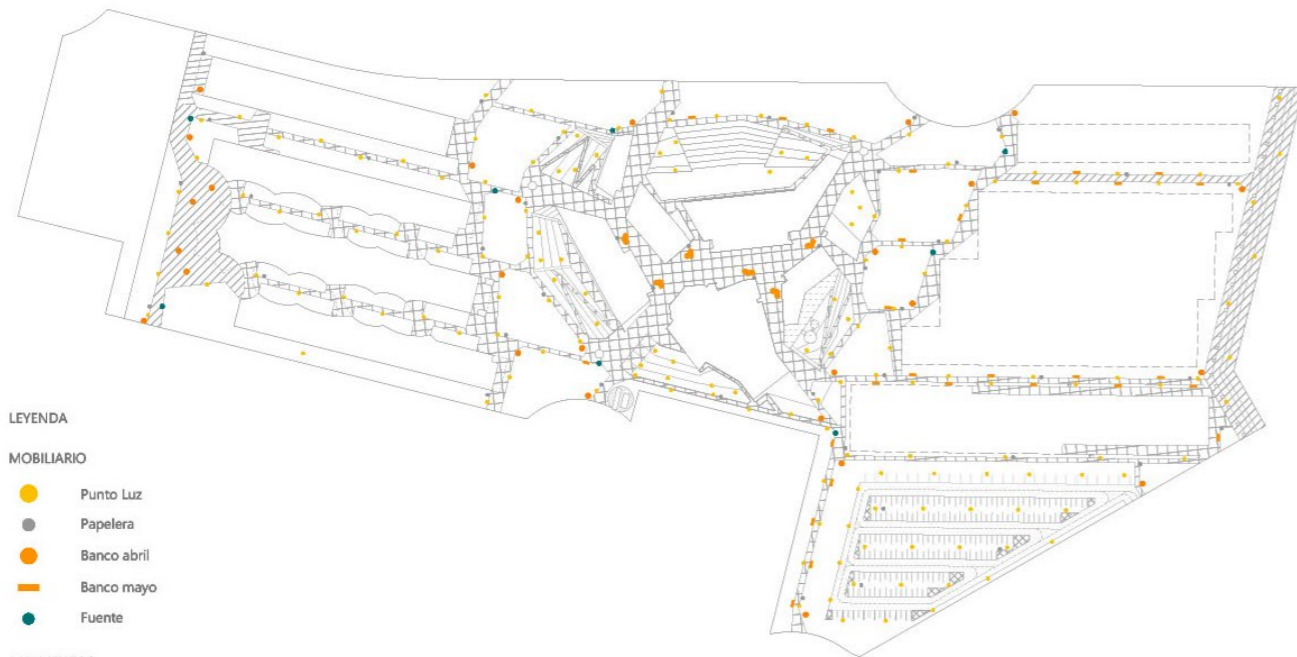 LEYENDA
MOBILIARIO
Punto Luz
Papelera
Banco abril
Banco mayo
Fuente